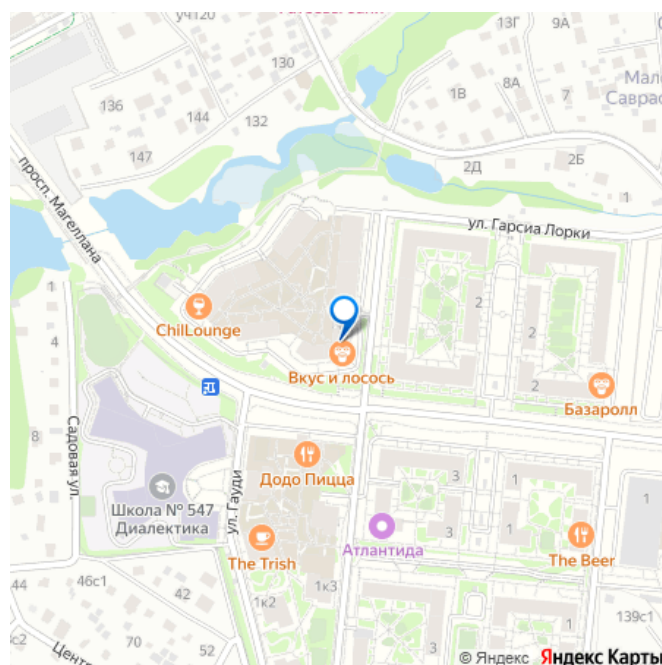 уч120
13Г
9А
130
136
144
132
1В
8А
7
Мал
Саврас
147
2Д
2Б
1
просп. Магеллана
ул. Гарсиа Лорки
ChilLounge
2
2
2
Вкус и лосось
Базаролл
8
Садовая ул.
ул. Гауди
Додо Пицца
3
1
Школа № 547
Диалектика
The Trish
Атлантида
3
1
The Beer
44
46с1
42
1к3
1к2
139с1
6с2
70
52
Центр
© Яндекс Яндекс Карты